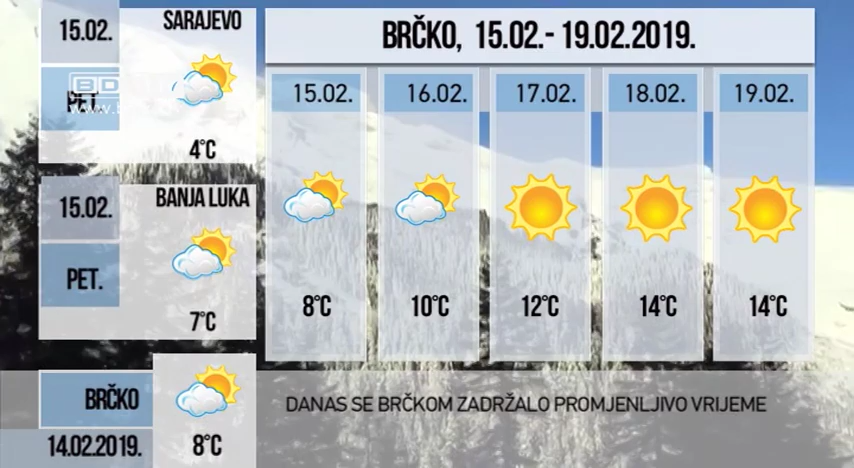 15.02.
SARAJEVO
PET.
4°C
15.02.
BANJA LUKA
PET.
7°C
BRČKO
14.02.2019.
8°C
BRČKO, 15.02.- 19.02.2019.
15.02. 16.02. 17.02. 18.02. 19.02.
8°C 10°C 12°C 14°C 14°C
DANAS SE BRČKOM ZADRŽALO PROMJENLJIVO VRIJEME